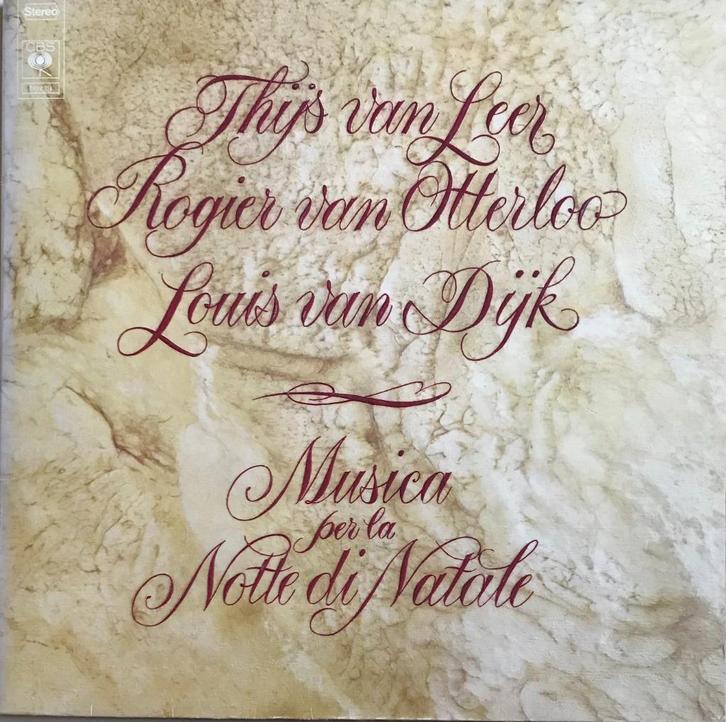 Stereo
CBS
Thijs van Leer
Rogier van Otterloo
Louis van Dijk
Musica
per la
Notte di Natale